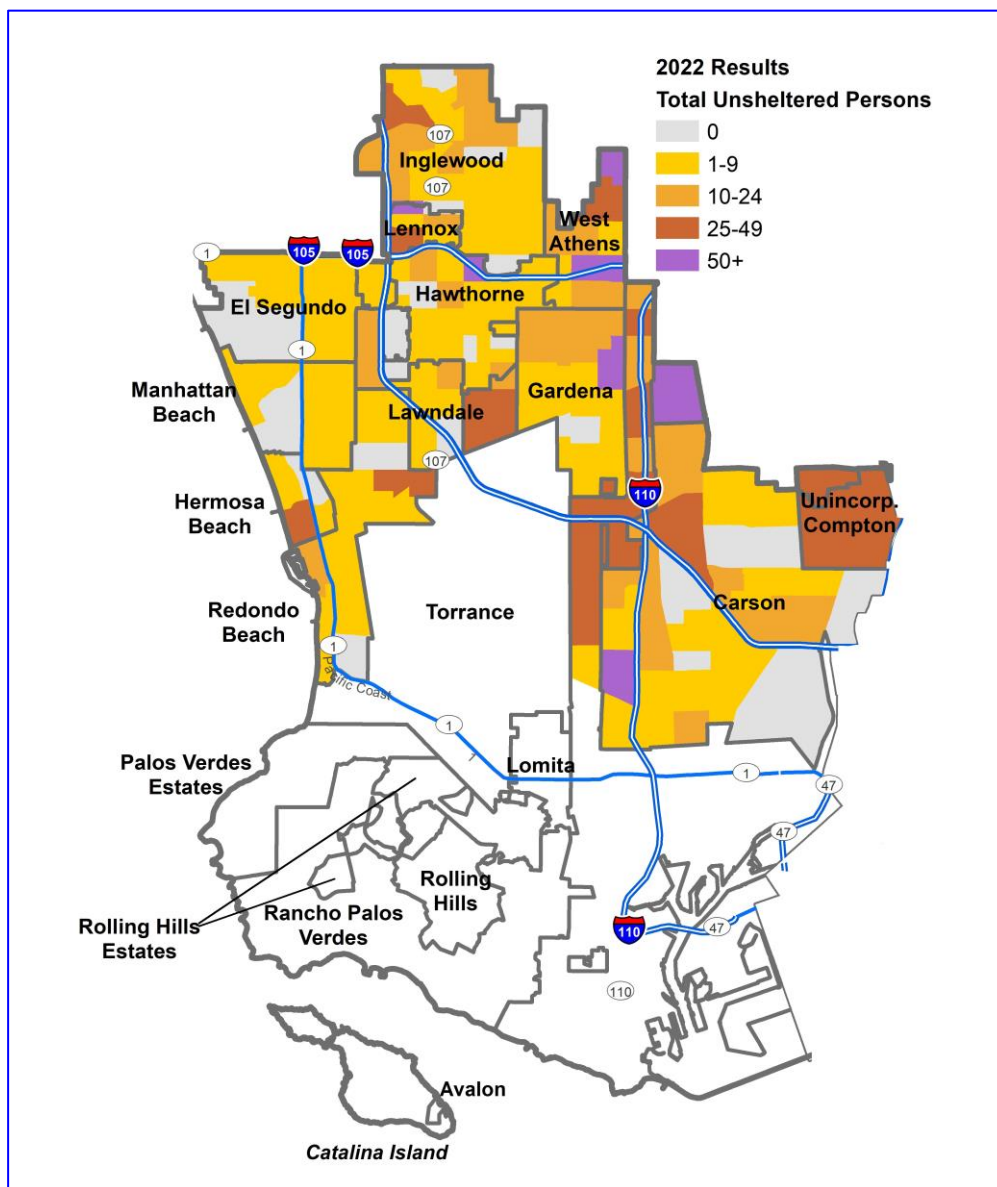 2022 Results
Total Unsheltered Persons
0
1-9
10-24
25-49
50+
107
Inglewood
107
Lennox
West
Athens
1
105
105
El Segundo
Hawthorne
1
Manhattan
Beach
Lawndale
Gardena
107
Hermosa
Beach
110
Unincorp.
Compton
Redondo
Beach
Torrance
Carson
1
Pacific Coast
1
Palos Verdes
Estates
Lomita
1
47
47
Rolling Hills
Estates
Rancho Palos
Verdes
Rolling
Hills
110
47
110
Avalon
Catalina Island